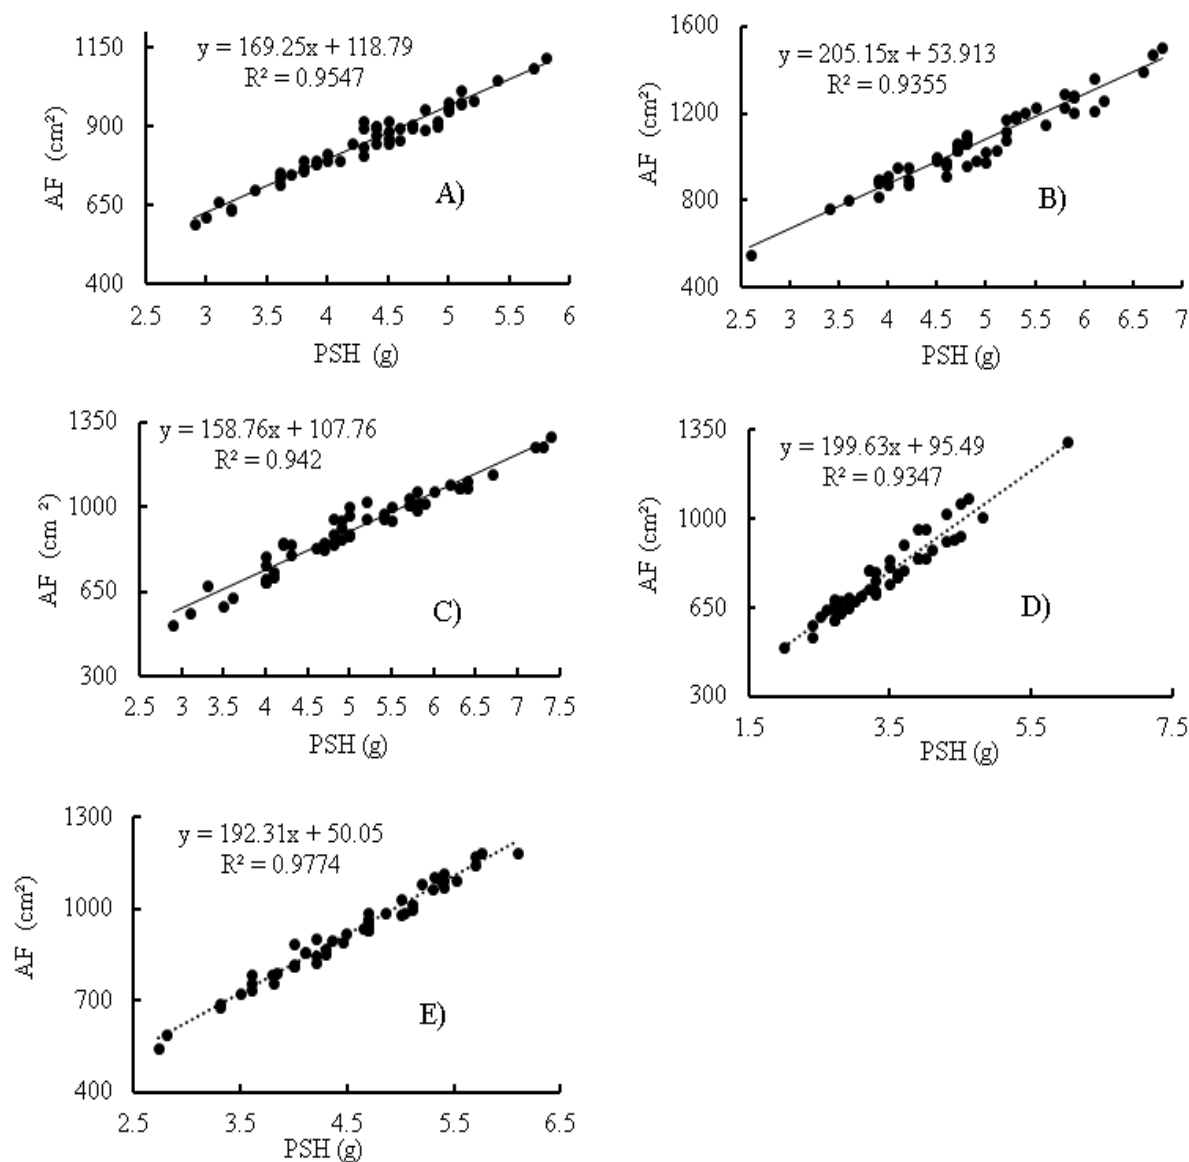 y = 169.25x + 118.79
R² = 0.9547
AF (cm²)
1150
900
650
400
A)
2.5 3 3.5 4 4.5 5 5.5 6
PSH (g)
y = 205.15x + 53.913
R² = 0.9355
AF (cm²)
1600
1200
800
400
B)
2.5 3 3.5 4 4.5 5 5.5 6 6.5 7
PSH (g)
y = 158.76x + 107.76
R² = 0.942
AF (cm ²)
1350
1000
650
300
C)
2.5 3 3.5 4 4.5 5 5.5 6 6.5 7 7.5
PSH (g)
y = 199.63x + 95.49
R² = 0.9347
AF (cm²)
1350
1000
650
300
D)
1.5 3.5 5.5 7.5
PSH (g)
y = 192.31x + 50.05
R² = 0.9774
AF (cm²)
1300
1000
700
400
E)
2.5 3.5 4.5 5.5 6.5
PSH (g)